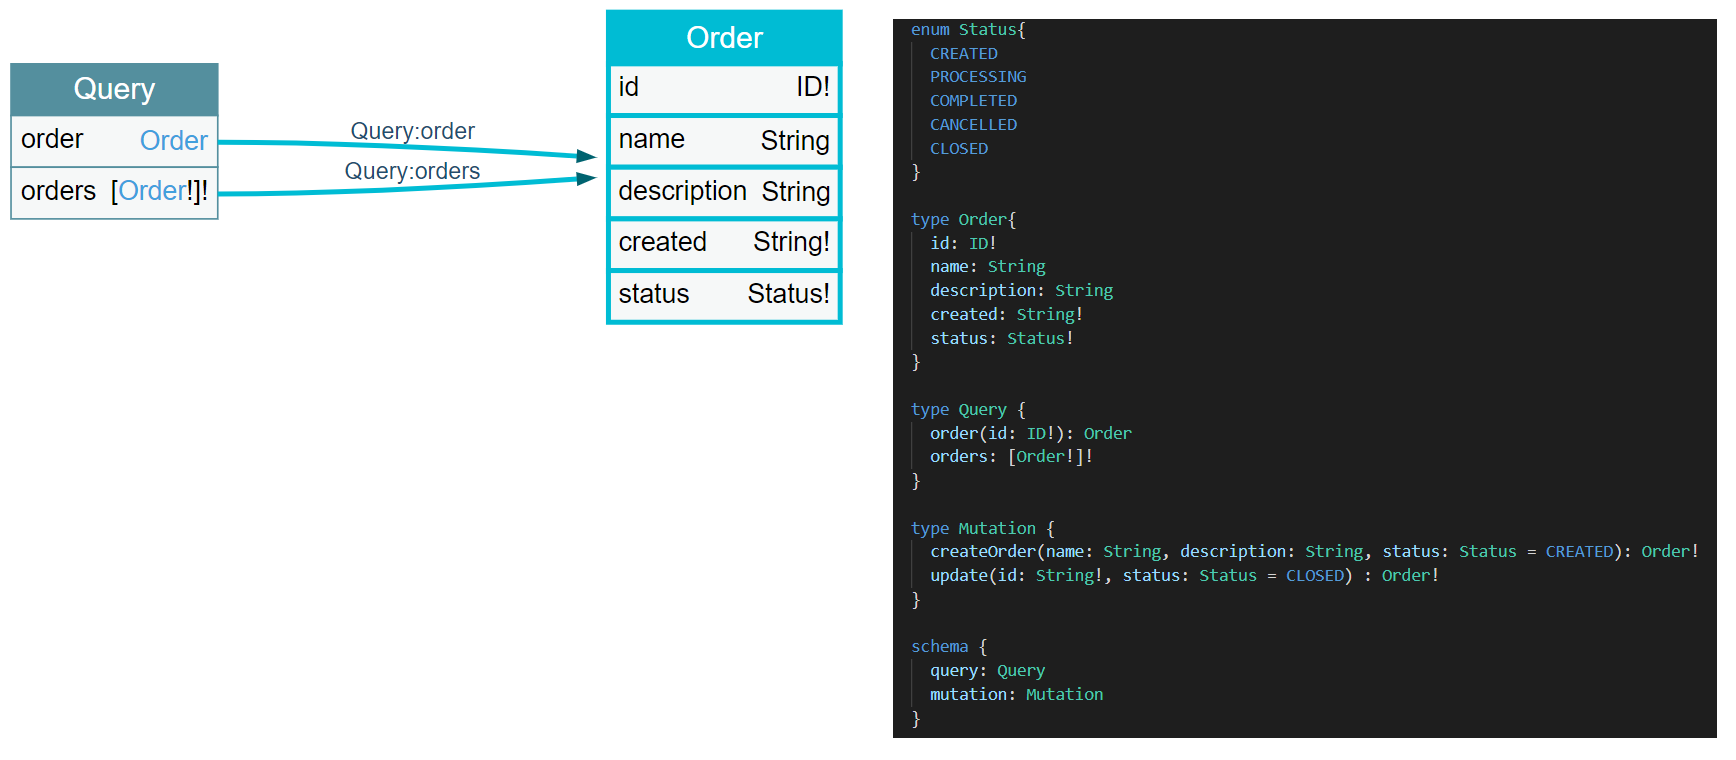 Query
order Order
orders [Order!]!
Query:order
Query:orders
Order
id ID!
name String
description String
created String!
status Status!
enum Status{
  CREATED
  PROCESSING
  COMPLETED
  CANCELLED
  CLOSED
}
type Order{
  id: ID!
  name: String
  description: String
  created: String!
  status: Status!
}
type Query {
  order(id: ID!): Order
  orders: [Order!]!
}
type Mutation {
  createOrder(name: String, description: String, status: Status = CREATED): Order!
  update(id: String!, status: Status = CLOSED) : Order!
}
schema {
  query: Query
  mutation: Mutation
}